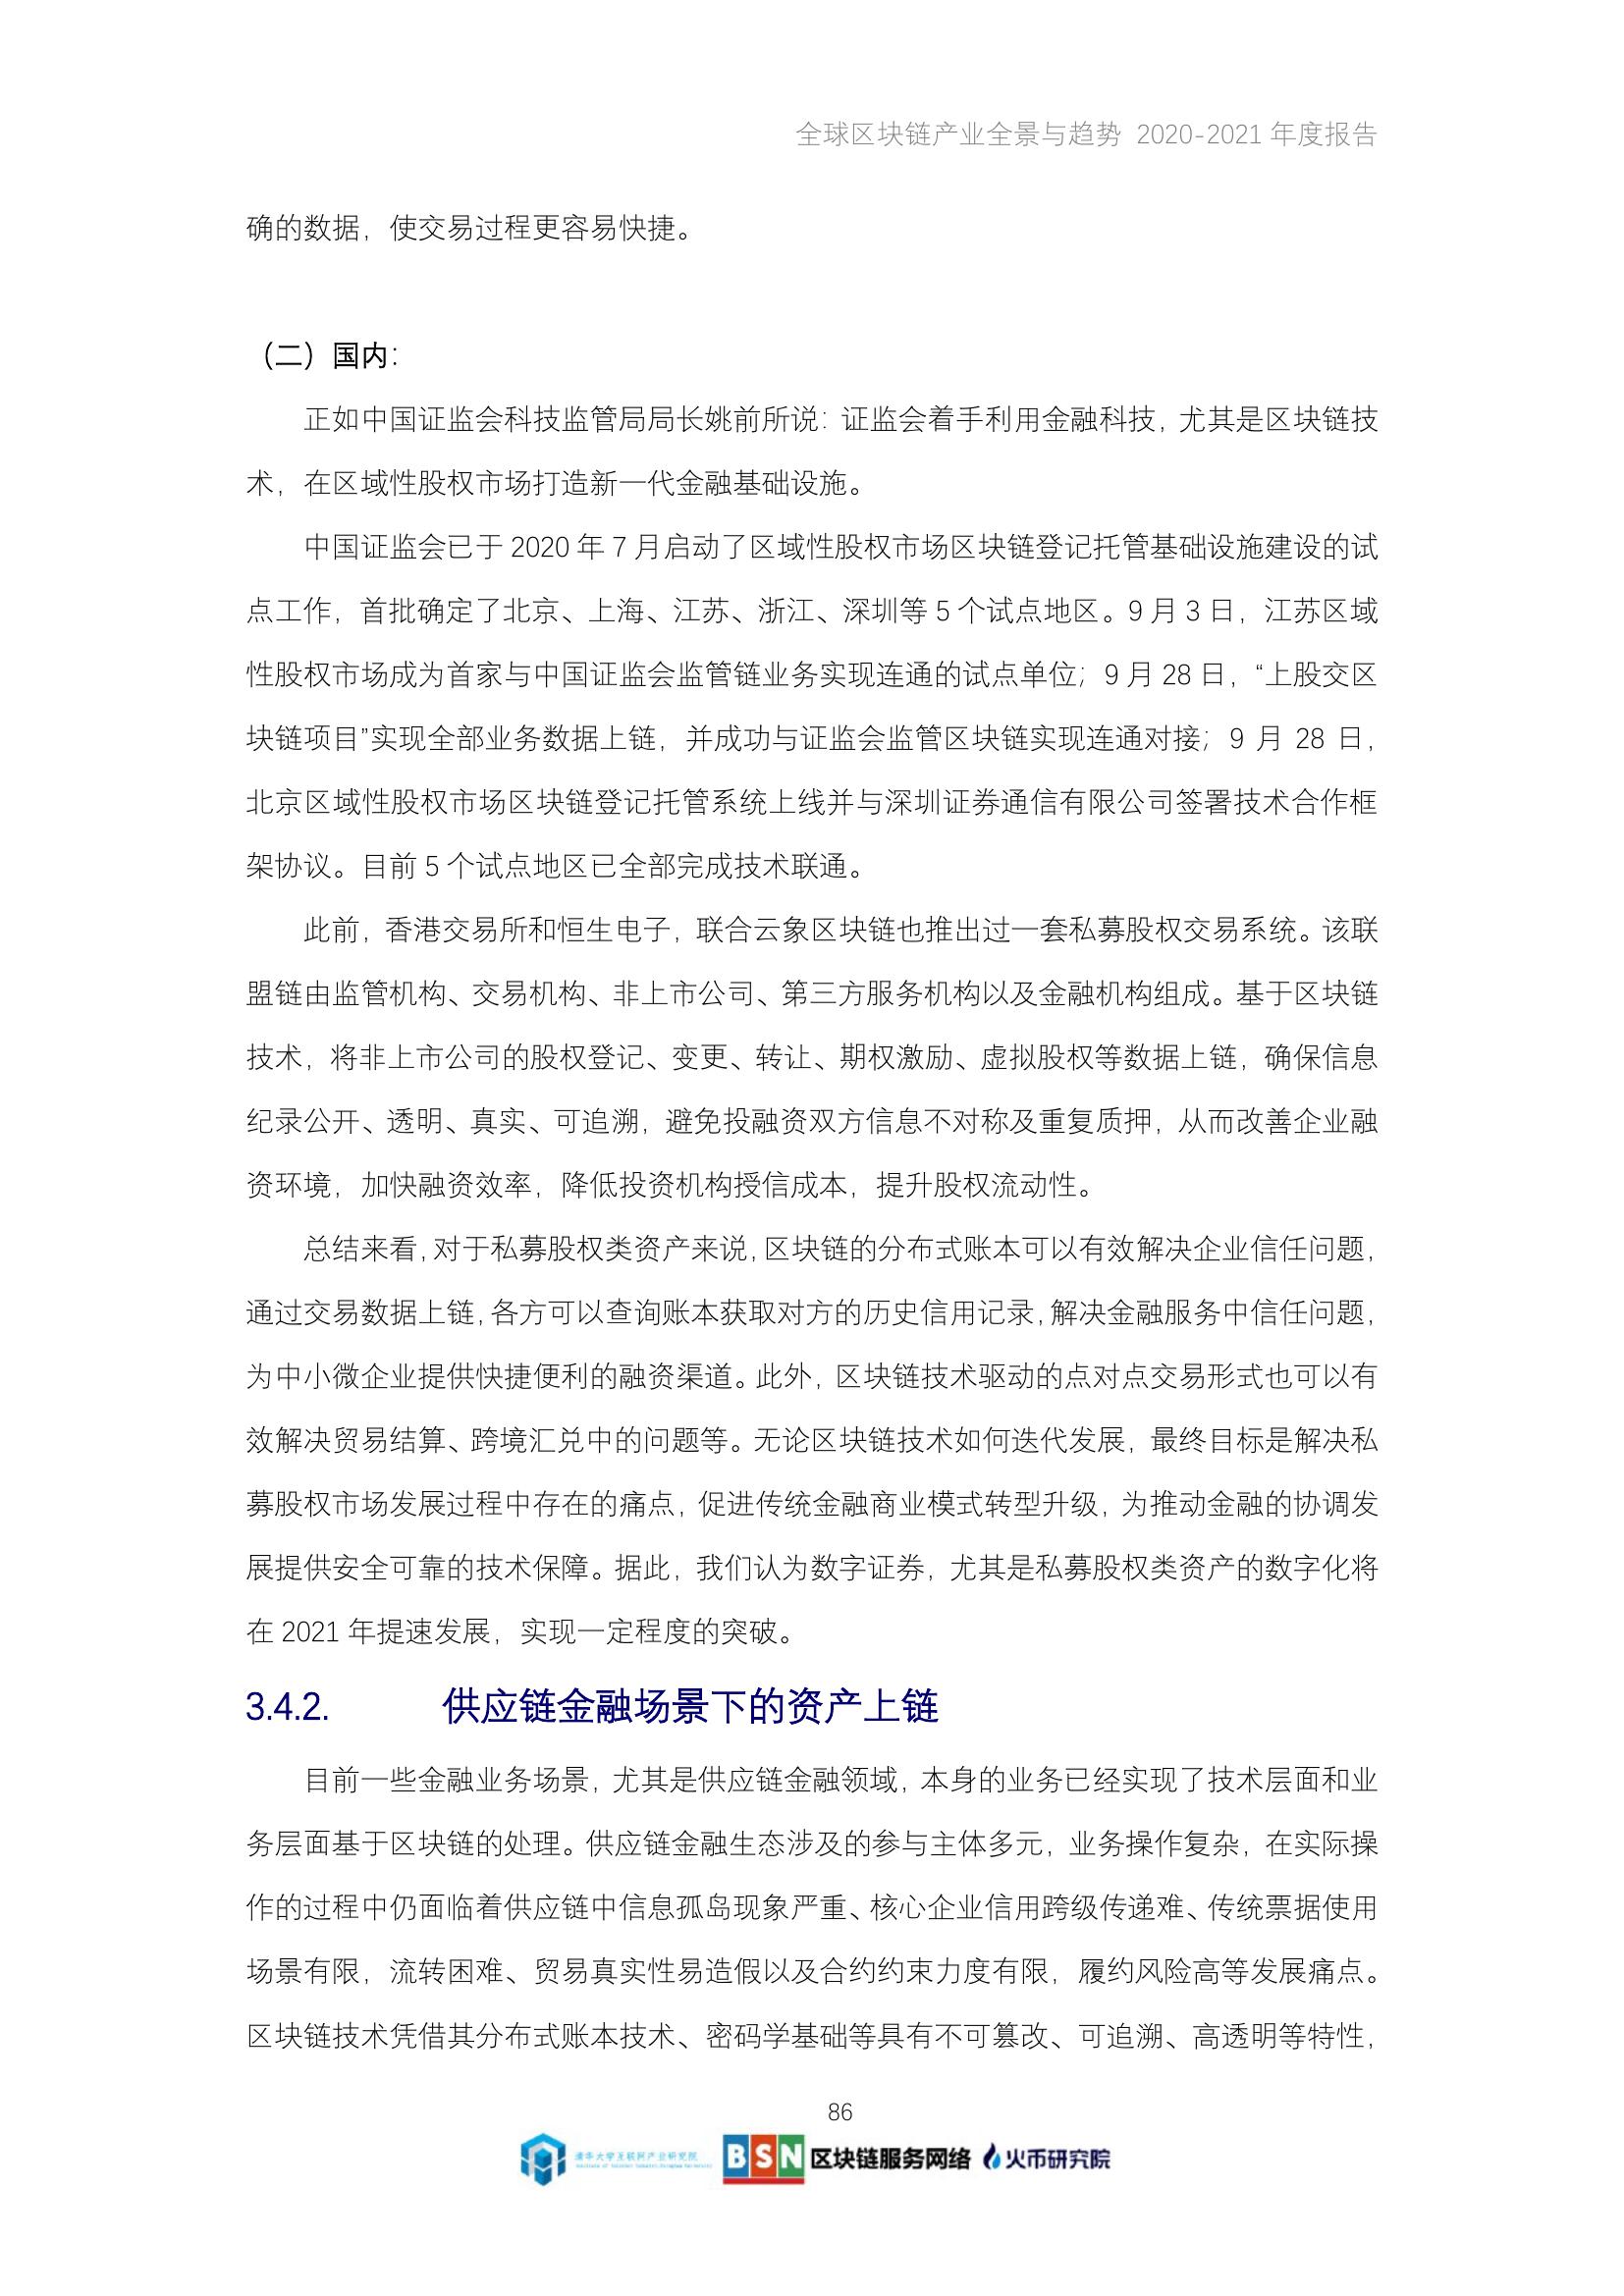 全球区块链产业全景与趋势 2020-2021 年度报告
确的数据，使交易过程更容易快捷。
（二）国内：
正如中国证监会科技监管局局长姚前所说：证监会着手利用金融科技，尤其是区块链技
术，在区域性股权市场打造新一代金融基础设施。
中国证监会已于 2020 年 7 月启动了区域性股权市场区块链登记托管基础设施建设的试
点工作，首批确定了北京、上海、江苏、浙江、深圳等 5 个试点地区。9 月 3 日，江苏区域
性股权市场成为首家与中国证监会监管链业务实现连通的试点单位；9 月 28 日，“上股交区
块链项目”实现全部业务数据上链，并成功与证监会监管区块链实现连通对接；9 月 28 日，
北京区域性股权市场区块链登记托管系统上线并与深圳证券通信有限公司签署技术合作框
架协议。目前 5 个试点地区已全部完成技术联通。
此前，香港交易所和恒生电子，联合云象区块链也推出过一套私募股权交易系统。该联
盟链由监管机构、交易机构、非上市公司、第三方服务机构以及金融机构组成。基于区块链
技术，将非上市公司的股权登记、变更、转让、期权激励、虚拟股权等数据上链，确保信息
纪录公开、透明、真实、可追溯，避免投融资双方信息不对称及重复质押，从而改善企业融
资环境，加快融资效率，降低投资机构授信成本，提升股权流动性。
总结来看，对于私募股权类资产来说，区块链的分布式账本可以有效解决企业信任问题，
通过交易数据上链，各方可以查询账本获取对方的历史信用记录，解决金融服务中信任问题，
为中小微企业提供快捷便利的融资渠道。此外，区块链技术驱动的点对点交易形式也可以有
效解决贸易结算、跨境汇兑中的问题等。无论区块链技术如何迭代发展，最终目标是解决私
募股权市场发展过程中存在的痛点，促进传统金融商业模式转型升级，为推动金融的协调发
展提供安全可靠的技术保障。据此，我们认为数字证券，尤其是私募股权类资产的数字化将
在 2021 年提速发展，实现一定程度的突破。
3.4.2. 供应链金融场景下的资产上链
目前一些金融业务场景，尤其是供应链金融领域，本身的业务已经实现了技术层面和业
务层面基于区块链的处理。供应链金融生态涉及的参与主体多元，业务操作复杂，在实际操
作的过程中仍面临着供应链中信息孤岛现象严重、核心企业信用跨级传递难、传统票据使用
场景有限，流转困难、贸易真实性易造假以及合约约束力度有限，履约风险高等发展痛点。
区块链技术凭借其分布式账本技术、密码学基础等具有不可篡改、可追溯、高透明等特性，
86
清华大学互联网产业研究院
BSN 区块链服务网络 火币研究院